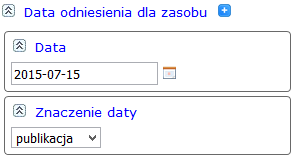 Data odniesienia dla zasobu
Data
2015-07-15
Znaczenie daty
publikacja